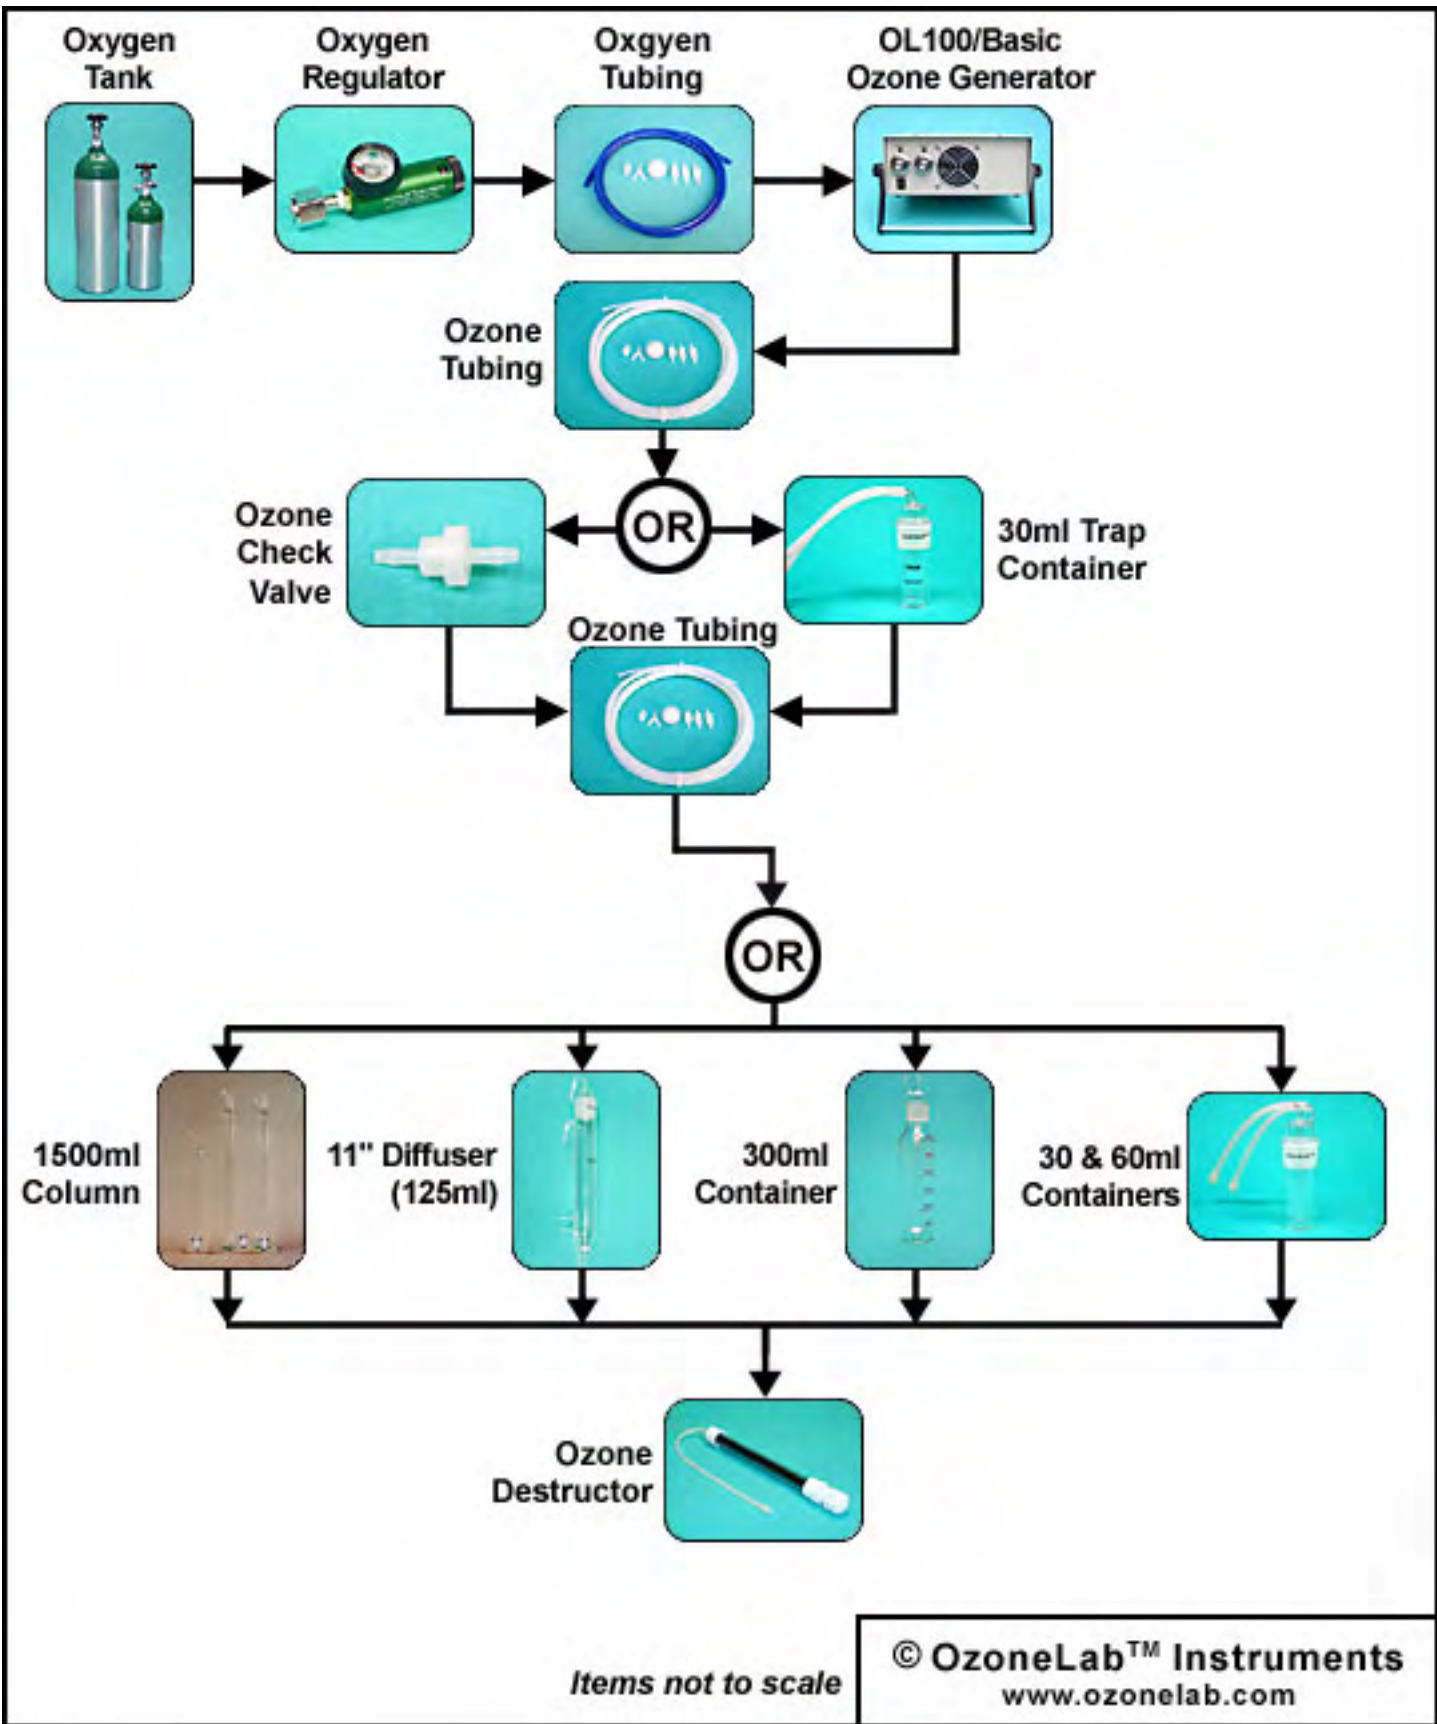 Oxygen
Tank
Oxygen
Regulator
Oxgyen
Tubing
OL100/Basic
Ozone Generator
Ozone
Tubing
OR
Ozone
Check
Valve
30ml Trap
Container
Ozone Tubing
OR
1500ml
Column
11" Diffuser
(125ml)
300ml
Container
30 & 60ml
Containers
Ozone
Destructor
Items not to scale
© OzoneLab™ Instruments
www.ozonelab.com